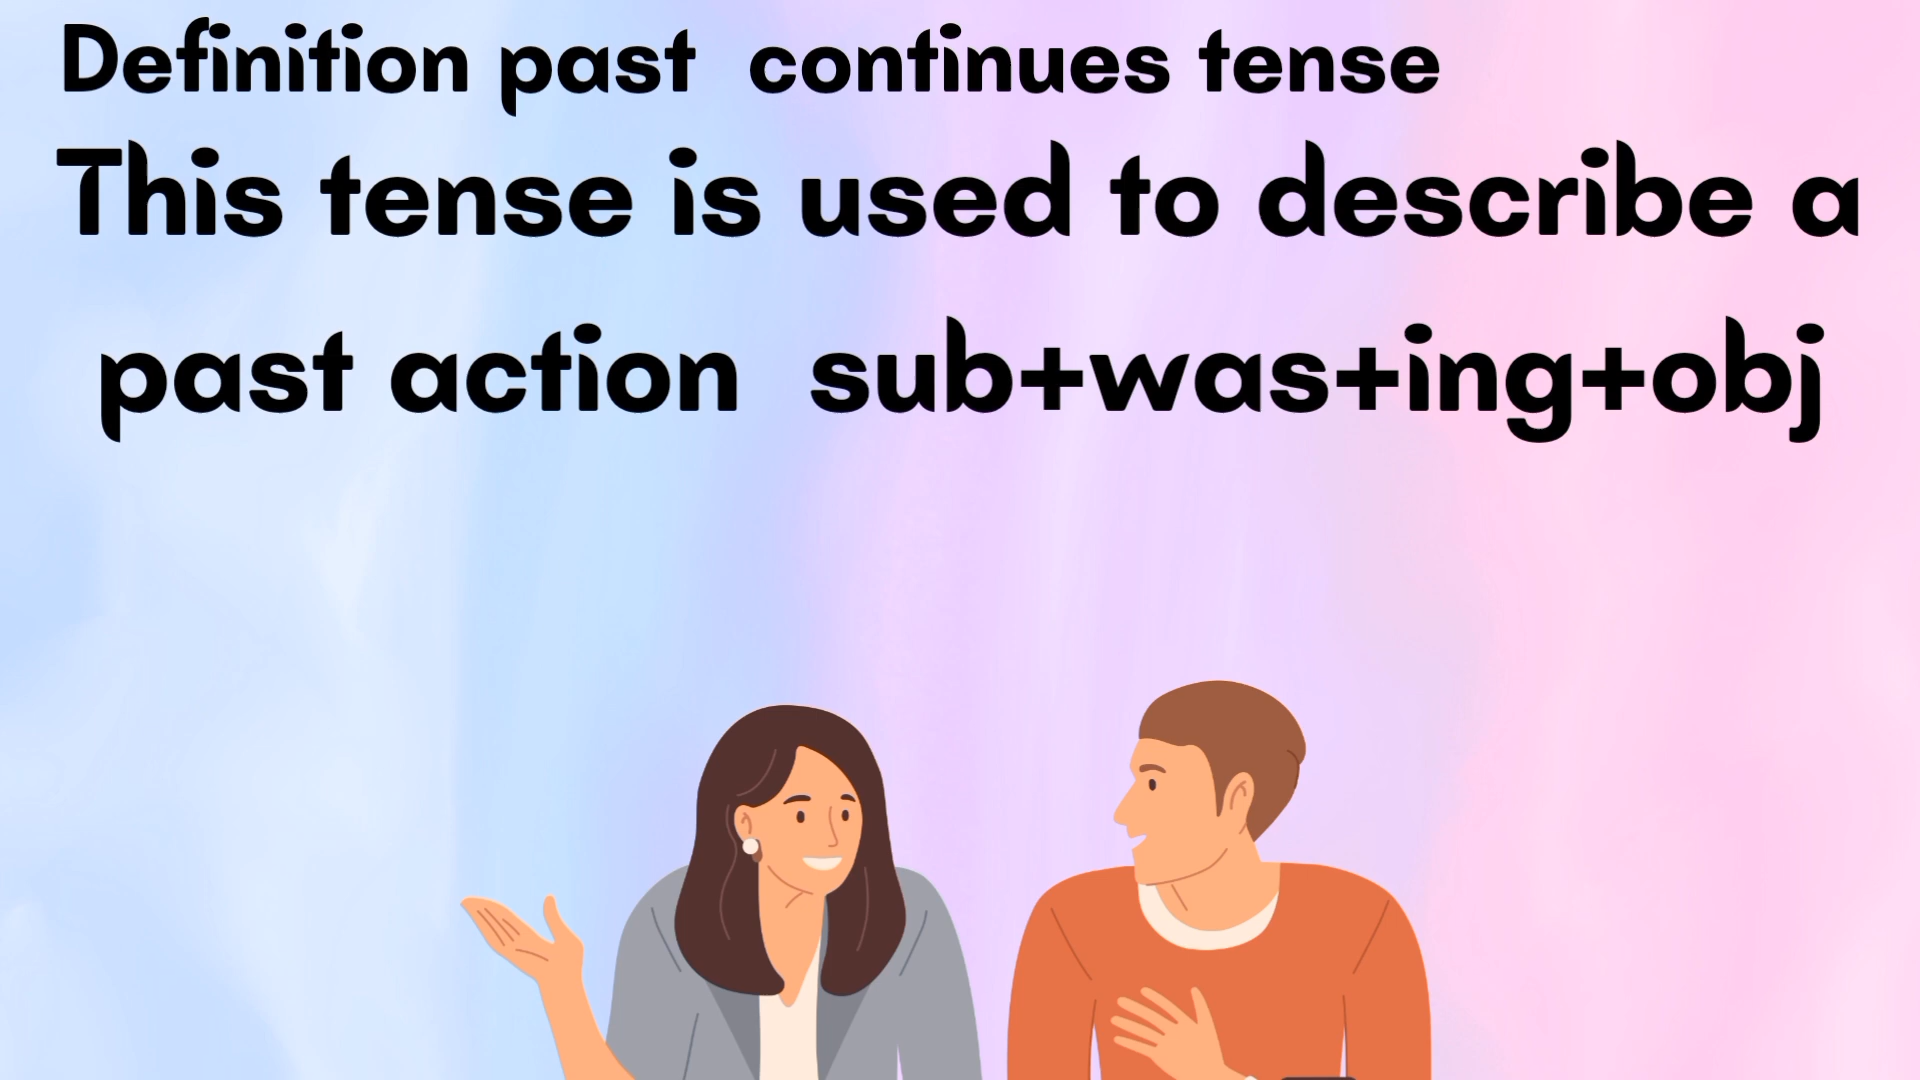 Definition past  continues tense
This tense is used to describe a
past action  sub+was+ing+obj